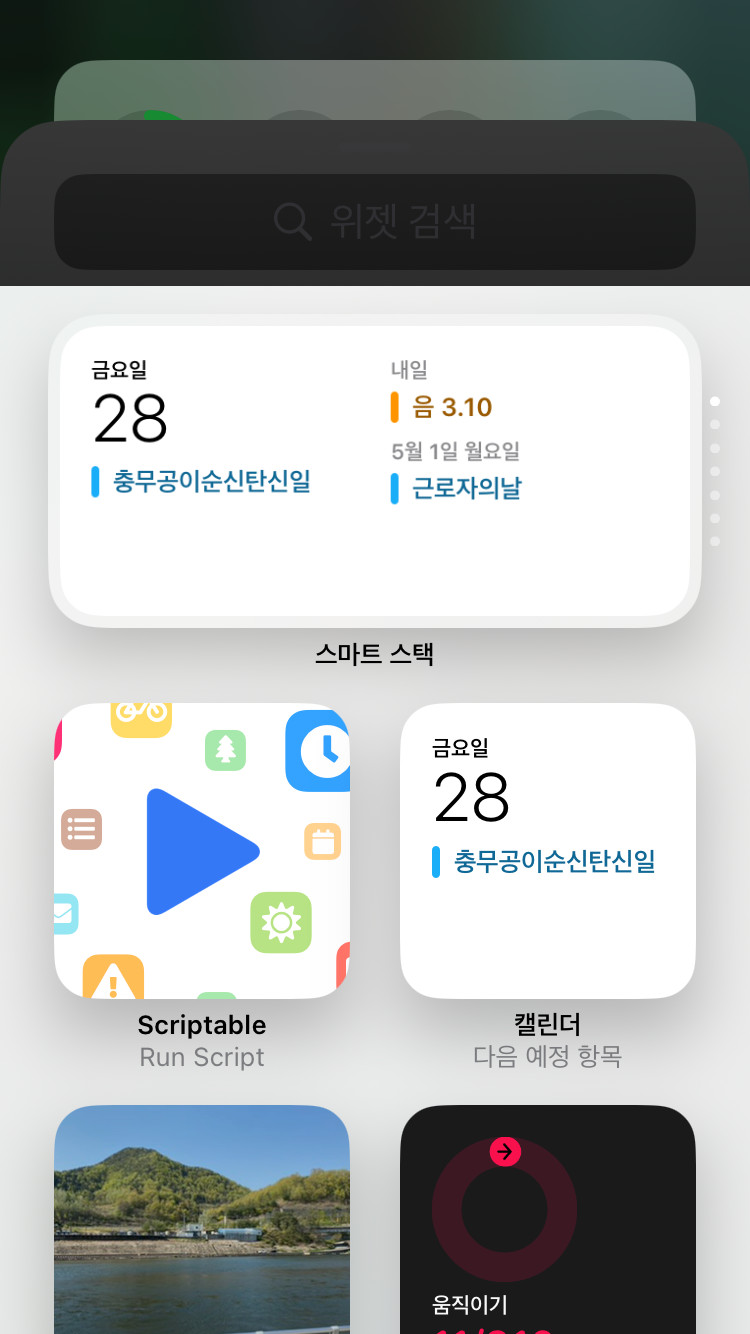 위젯 검색
금요일
28
충무공이순신탄신일
내일
음 3.10
5월 1일 월요일
근로자의날
스마트 스택
Scriptable
Run Script
금요일
28
충무공이순신탄신일
캘린더
다음 예정 항목
움직이기